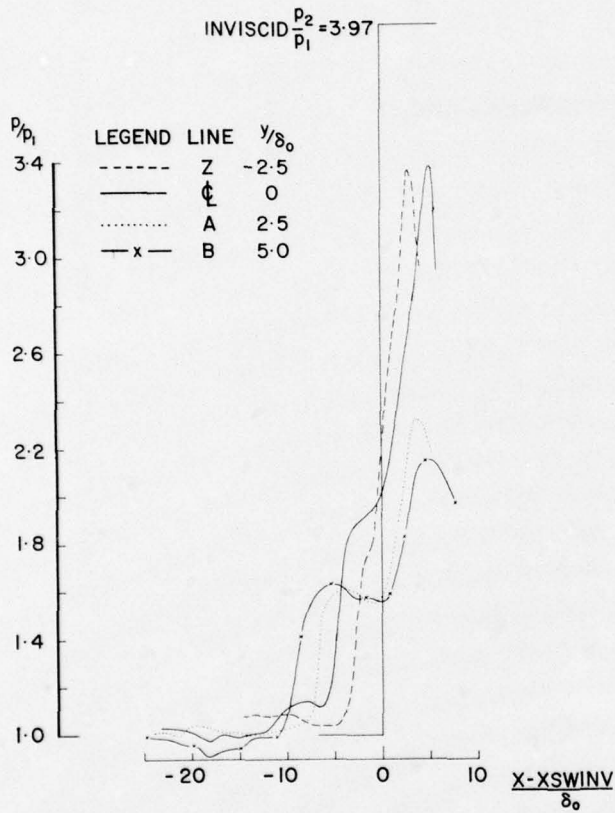 INVISCID p2/p1 = 3·97
p/p1
LEGEND LINE y/δo
Z -2·5
℄ 0
A 2·5
x B 5·0
3·4
3·0
2·6
2·2
1·8
1·4
1·0
-20 -10 0 10
X-XSWINV
δo